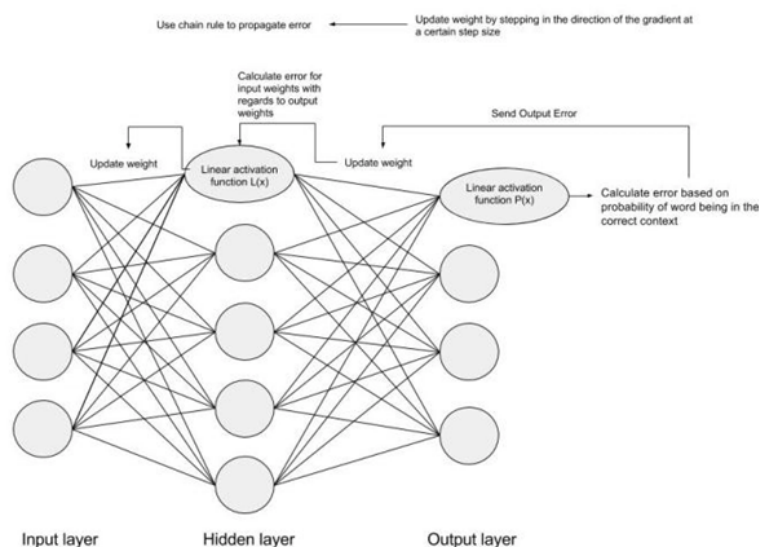 Use chain rule to propagate error
Update weight by stepping in the direction of the gradient at
a certain step size
Calculate error for
input weights with
regards to output
weights
Send Output Error
Update weight
Linear activation
function L(x)
Update weight
Linear activation
function P(x)
Calculate error based on
probability of word being in the
correct context
Input layer
Hidden layer
Output layer